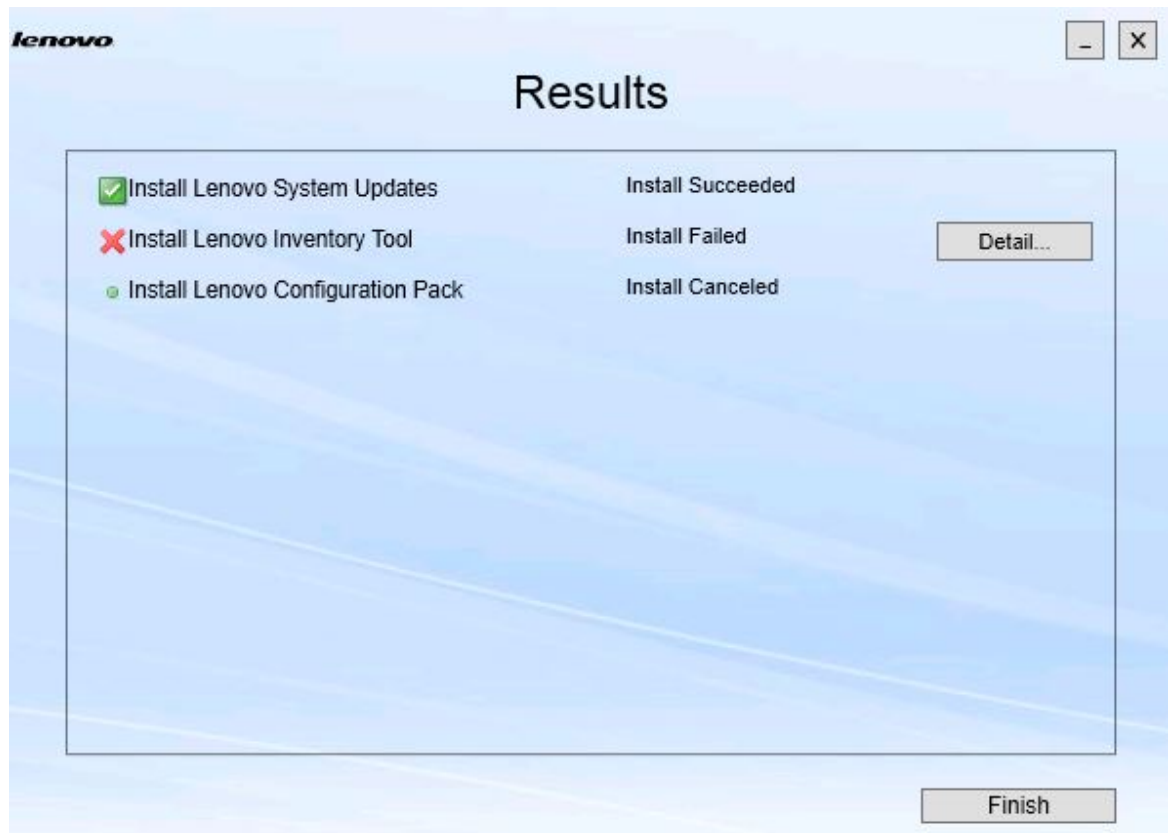 lenovo
Results
Install Lenovo System Updates Install Succeeded
Install Lenovo Inventory Tool Install Failed Detail...
Install Lenovo Configuration Pack Install Canceled
Finish